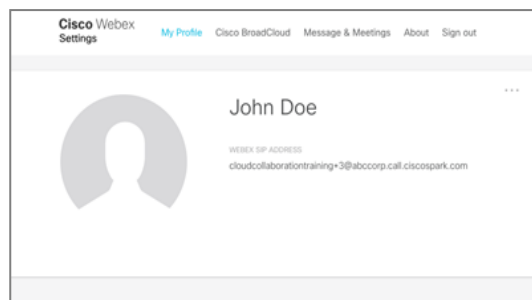 Cisco Webex
Settings
My Profile Cisco BroadCloud Message & Meetings About Sign out
John Doe
WEBEX SIP ADDRESS
cloudcollaborationtraining+3@abccorp.call.ciscospark.com